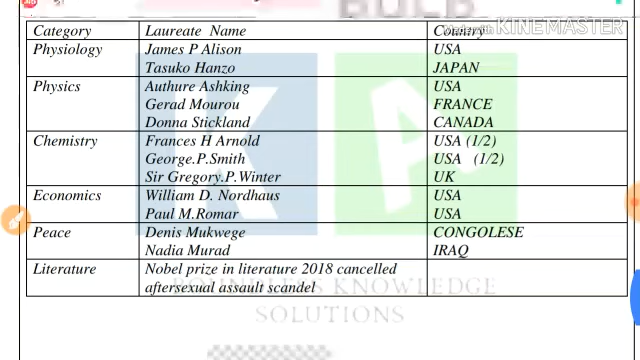 BULB
Category Laureate Name Country
Made with KINEMASTER
Physiology James P Alison USA
Tasuko Hanzo JAPAN
Physics Authure Ashking USA
Gerad Mourou FRANCE
Donna Stickland CANADA
Chemistry Frances H Arnold USA (1/2)
George.P.Smith USA (1/2)
Sir Gregory.P.Winter UK
Economics William D. Nordhaus USA
Paul M.Romar USA
Peace Denis Mukwege CONGOLESE
Nadia Murad IRAQ
Literature Nobel prize in literature 2018 cancelled
aftersexual assault scandel
KNOWLEDGE
SOLUTIONS